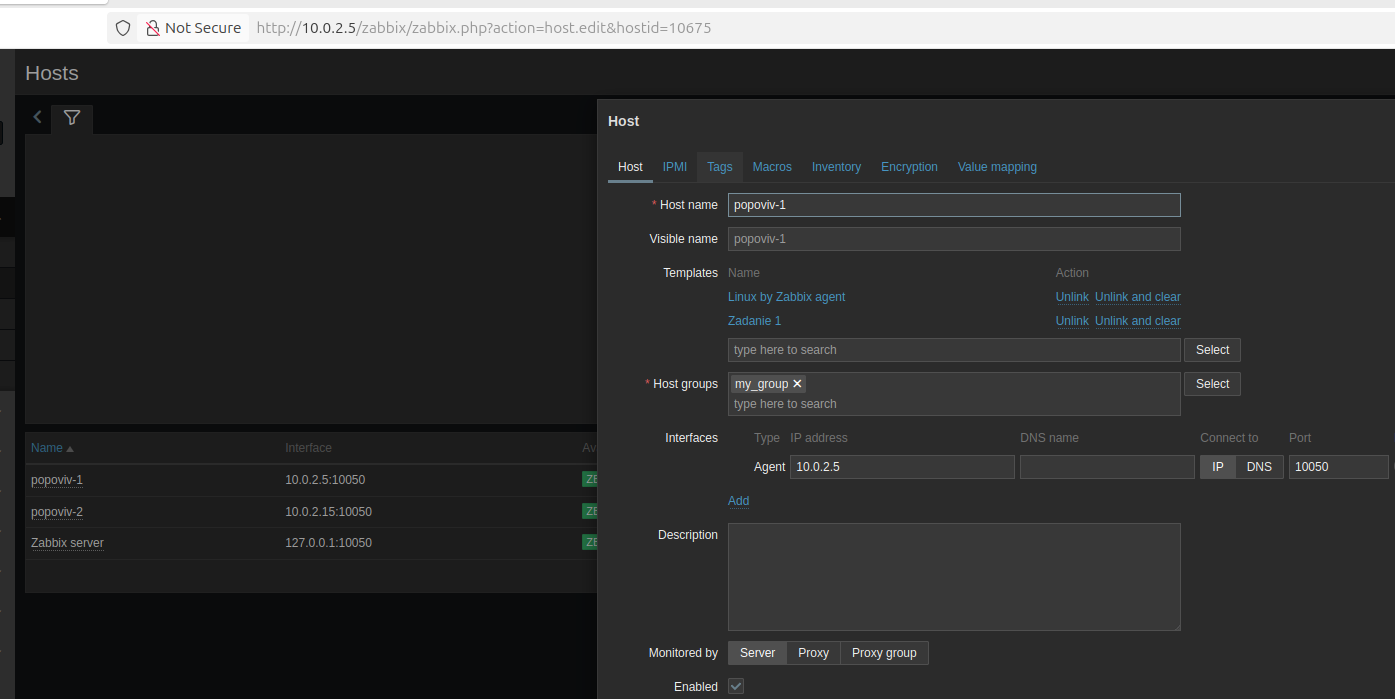 Not Secure http://10.0.2.5/zabbix/zabbix.php?action=host.edit&hostid=10675
Hosts
Host
Host IPMI Tags Macros Inventory Encryption Value mapping
* Host name popoviv-1
Visible name popoviv-1
Templates Name Action
Linux by Zabbix agent Unlink Unlink and clear
Zadanie 1 Unlink Unlink and clear
type here to search Select
* Host groups my_group Select
type here to search
Interfaces Type IP address DNS name Connect to Port
Agent 10.0.2.5 IP DNS 10050
Add
Description
Monitored by Server Proxy Proxy group
Enabled
Name Interface
popoviv-1 10.0.2.5:10050
popoviv-2 10.0.2.15:10050
Zabbix server 127.0.0.1:10050